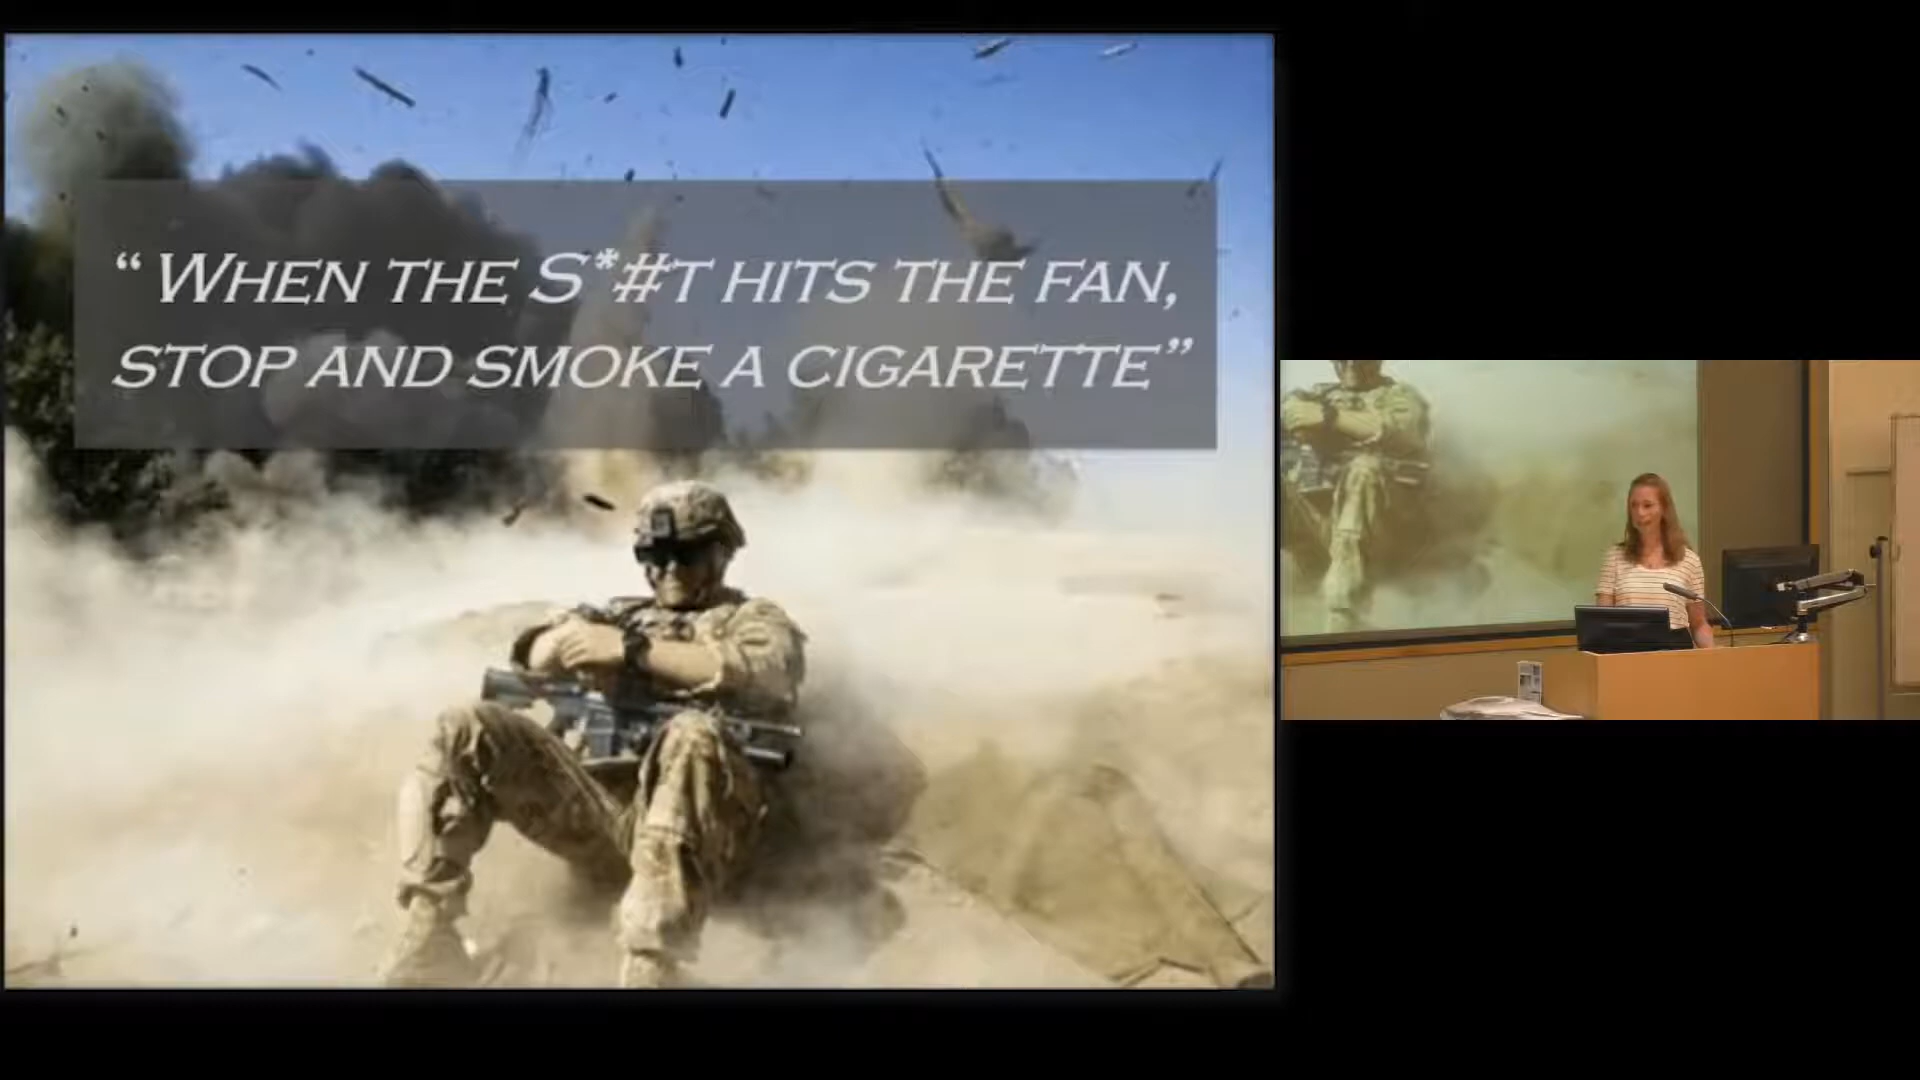 “ WHEN THE S*#T HITS THE FAN,
STOP AND SMOKE A CIGARETTE”